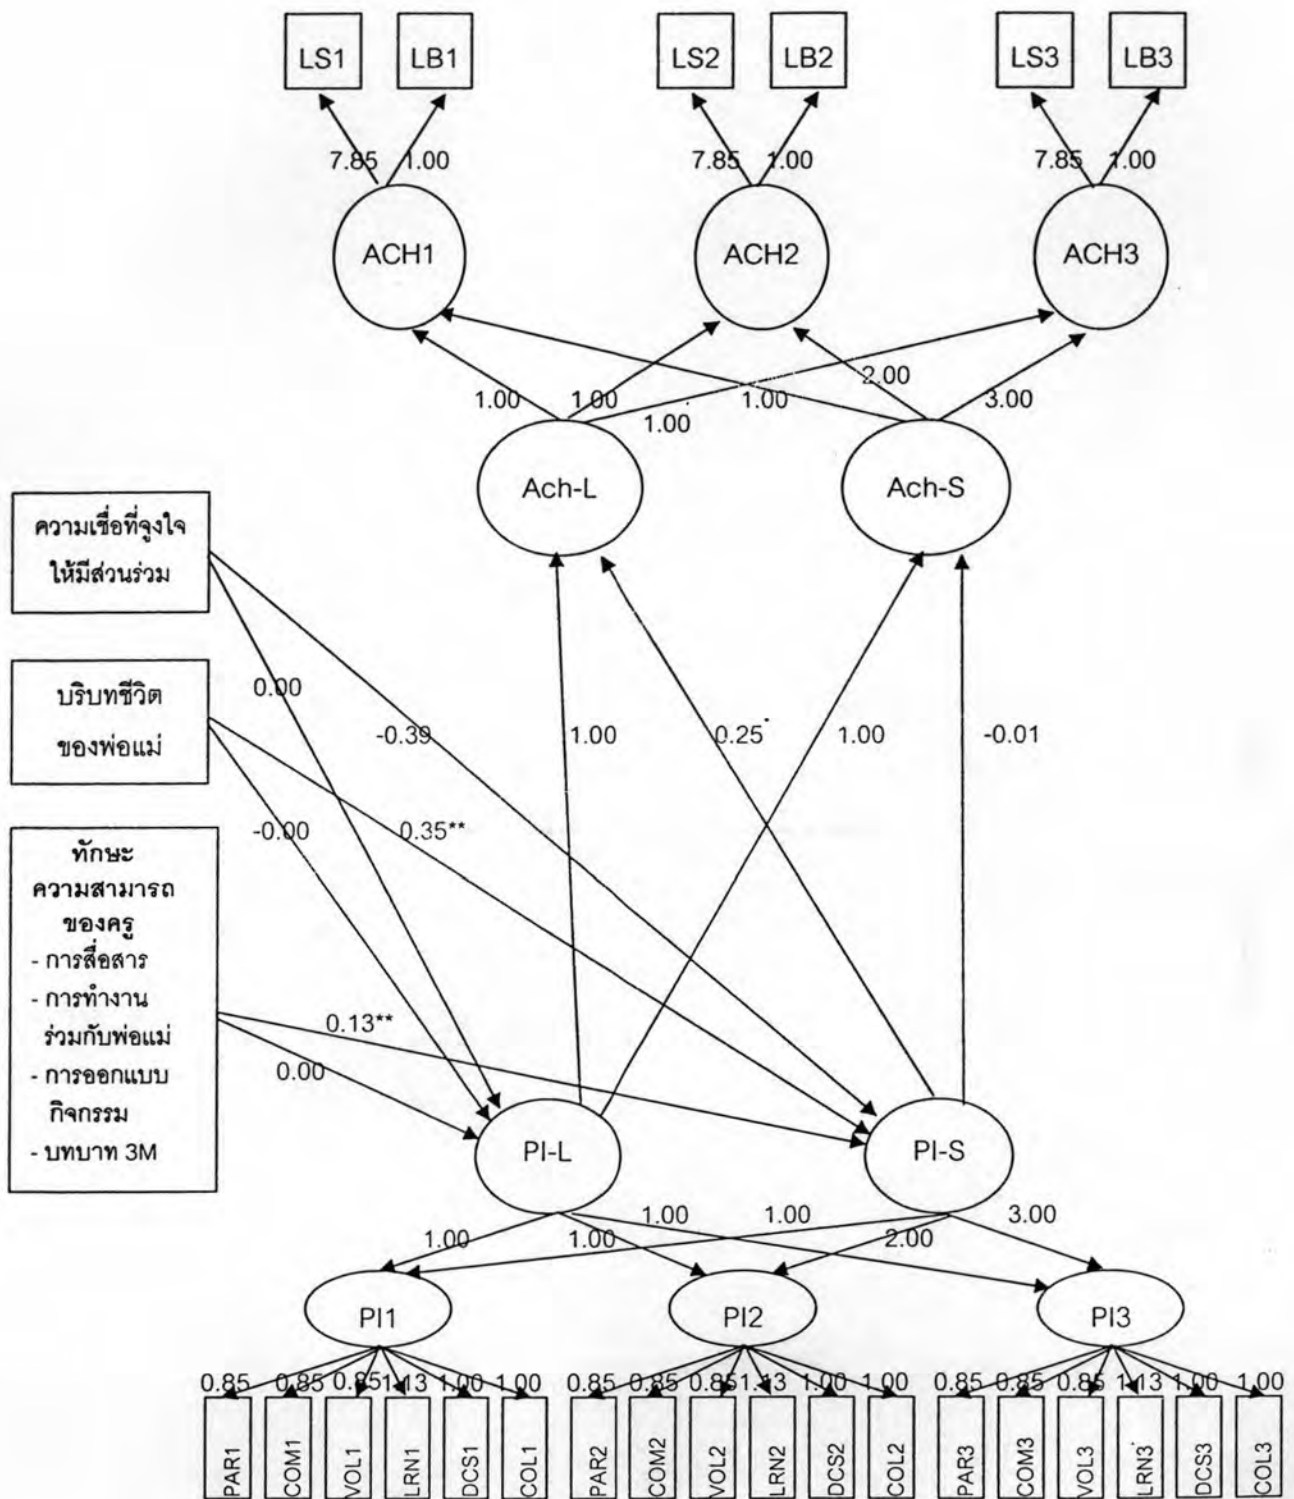 LS1 LB1 LS2 LB2 LS3 LB3
7.85 1.00 7.85 1.00 7.85 1.00
ACH1 ACH2 ACH3
2.00
1.00 1.00 1.00 1.00 3.00
Ach-L Ach-S
ความเชื่อที่จูงใจ
ให้มีส่วนร่วม
บริบทชีวิต
ของพ่อแม่
0.00
-0.39 1.00 0.25* 1.00 -0.01
-0.00 0.35**
ทักษะ
ความสามารถ
ของครู
- การสื่อสาร
- การทำงาน
ร่วมกับพ่อแม่
- การออกแบบ
กิจกรรม
- บทบาท 3M
0.13**
0.00
PI-L PI-S
1.00 1.00 1.00 1.00 2.00 3.00
PI1 PI2 PI3
0.85 0.85 0.85 1.13 1.00 1.00 0.85 0.85 0.85 1.13 1.00 1.00 0.85 0.85 0.85 1.13 1.00 1.00
PAR1 COM1 VOL1 LRN1 DCS1 COL1 PAR2 COM2 VOL2 LRN2 DCS2 COL2 PAR3 COM3 VOL3 LRN3 DCS3 COL3